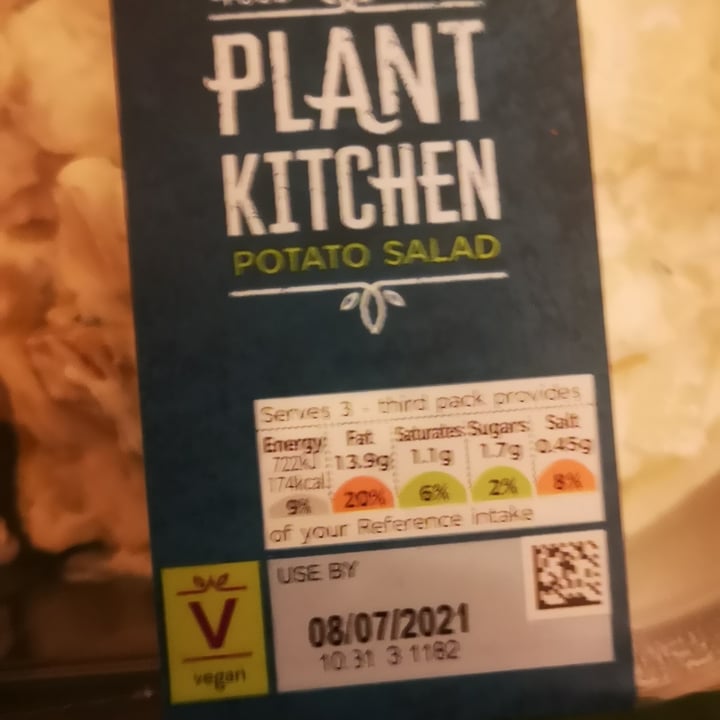 PLANT
KITCHEN
POTATO SALAD
Serves 3 - third pack provides
Energy Fat Saturates Sugars Salt
722kJ 13.9g 1.1g 1.7g 0.45g
174kcal
9% 20% 6% 2% 8%
of your Reference intake
USE BY
08/07/2021
10:31 3 1182
V
vegan